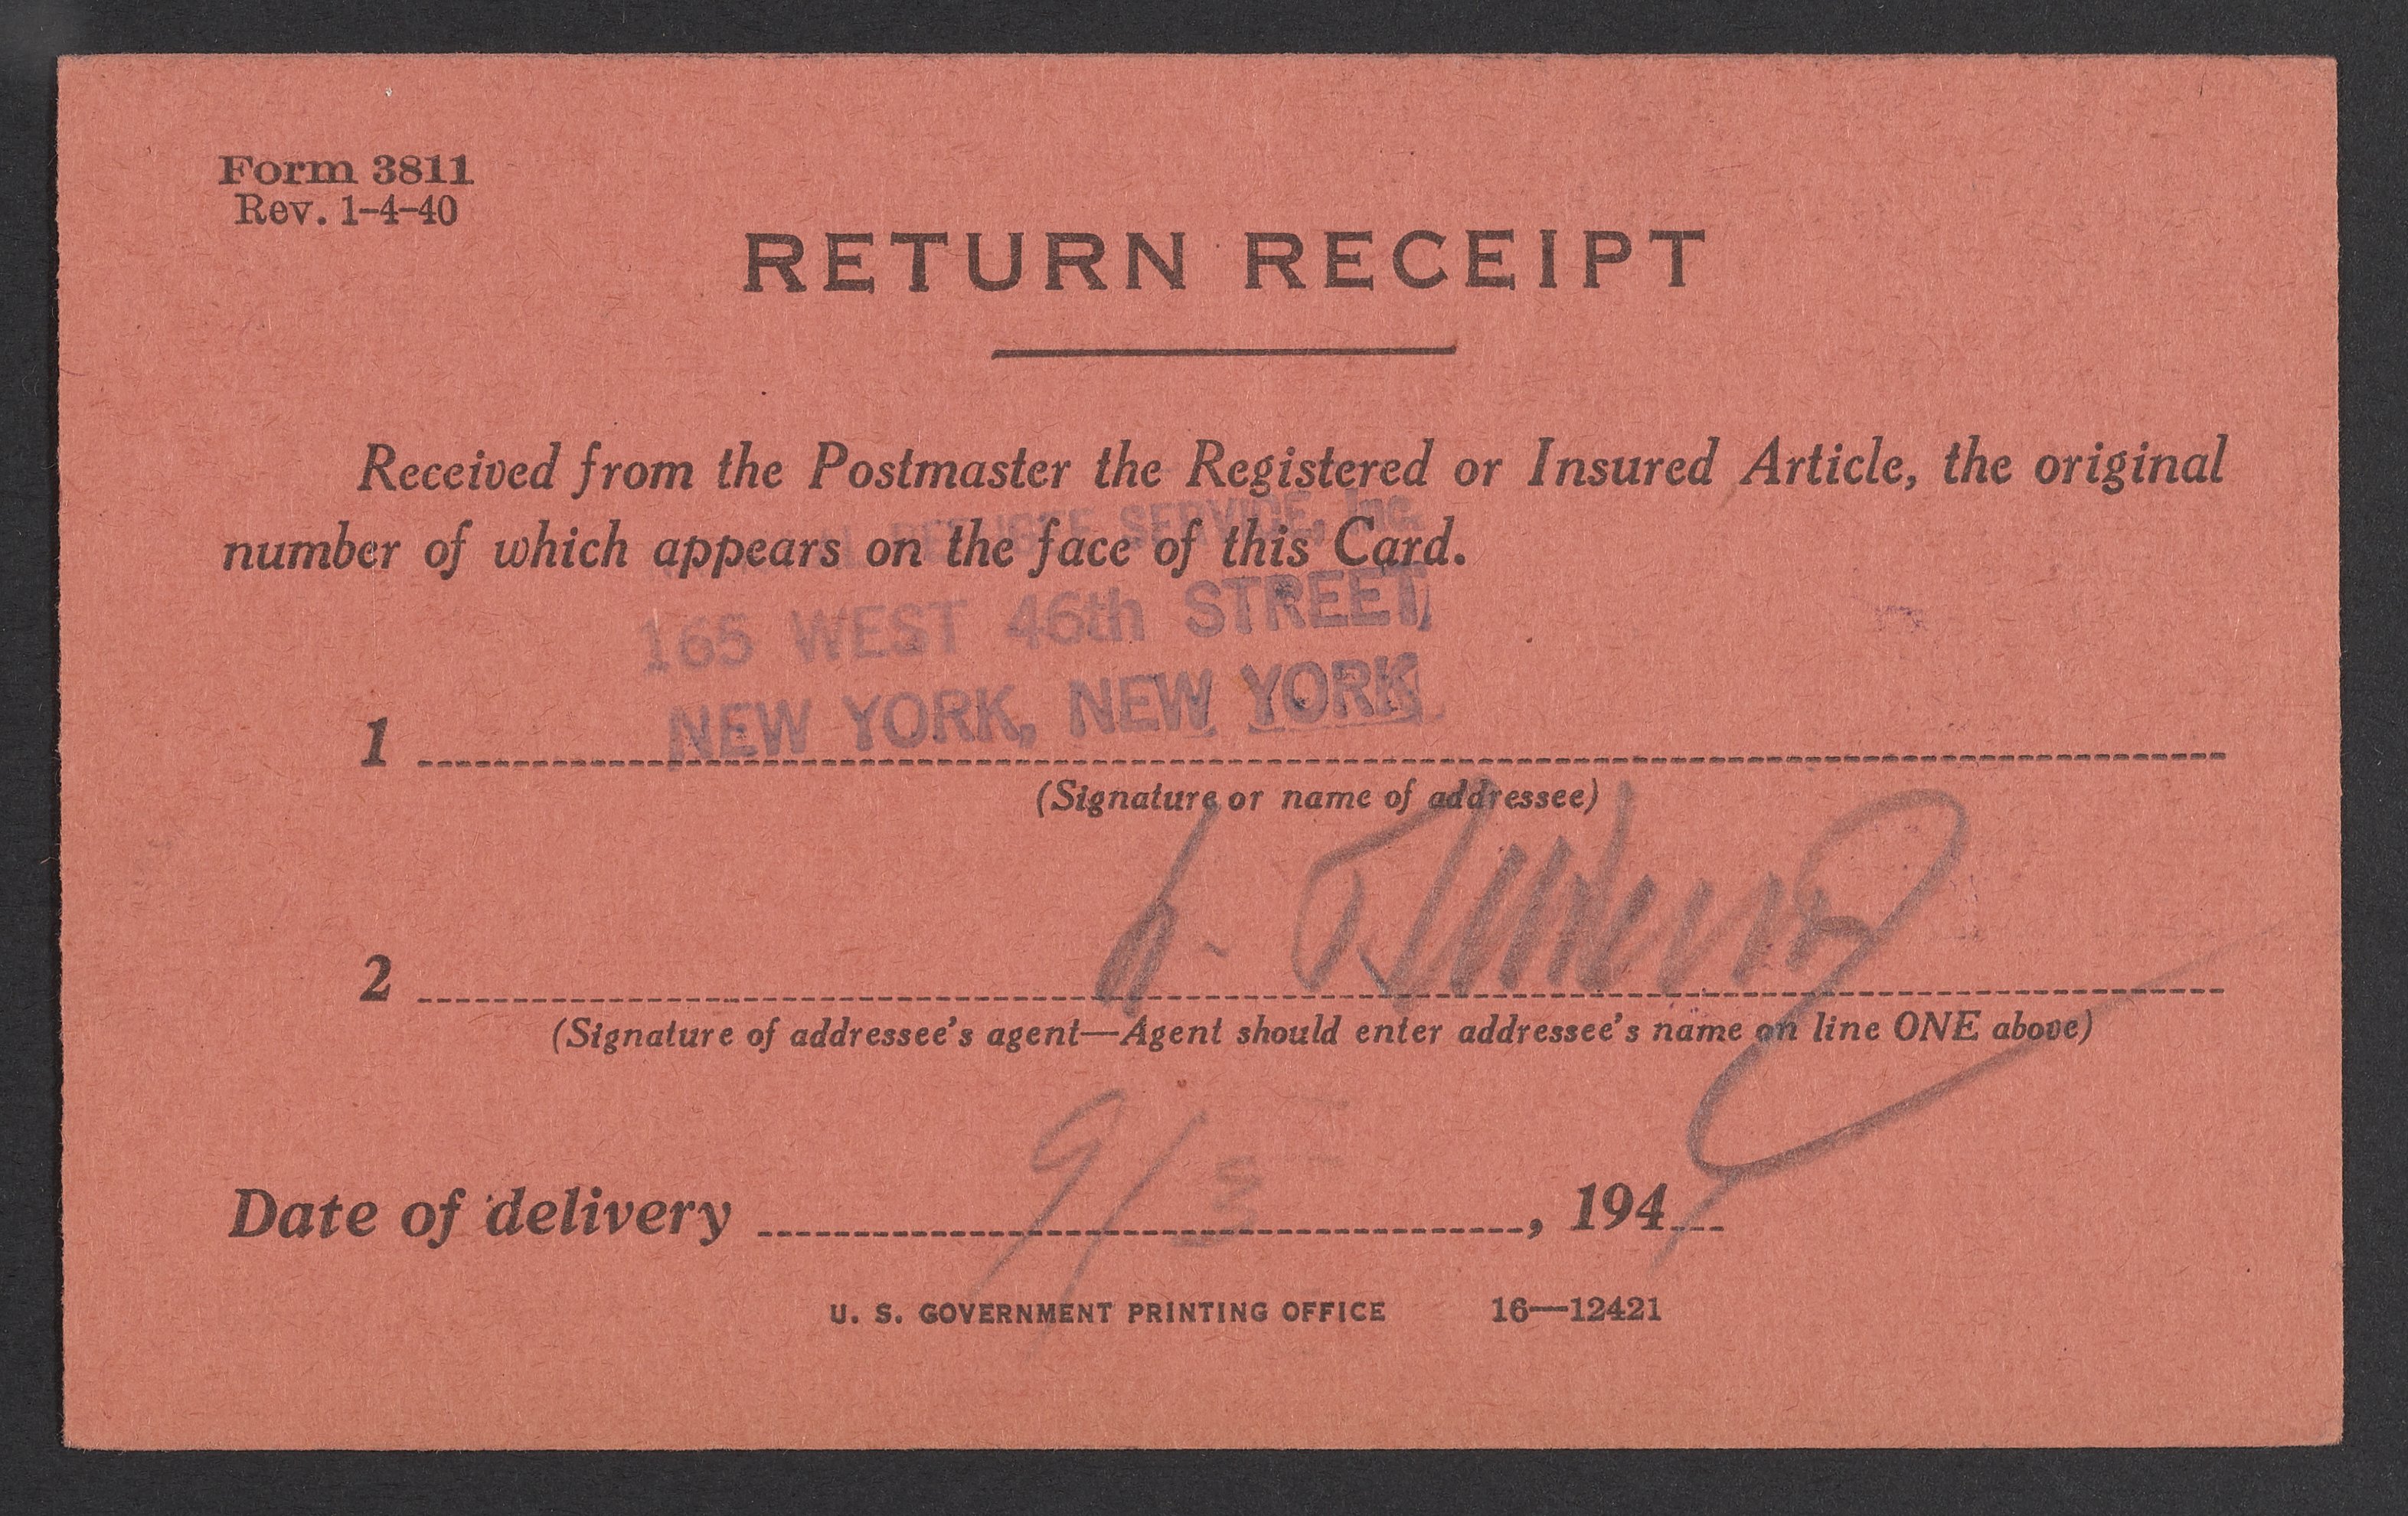 Form 3811
Rev. 1-4-40
RETURN RECEIPT
Received from the Postmaster the Registered or Insured Article, the original
number of which appears on the face of this Card.
REFUGEE SERVICE, Inc.
165 WEST 46th STREET,
NEW YORK, NEW YORK
1
(Signature or name of addressee)
2
(Signature of addressee's agent—Agent should enter addressee's name on line ONE above)
Date of delivery 9/3, 194
U. S. GOVERNMENT PRINTING OFFICE 16—12421